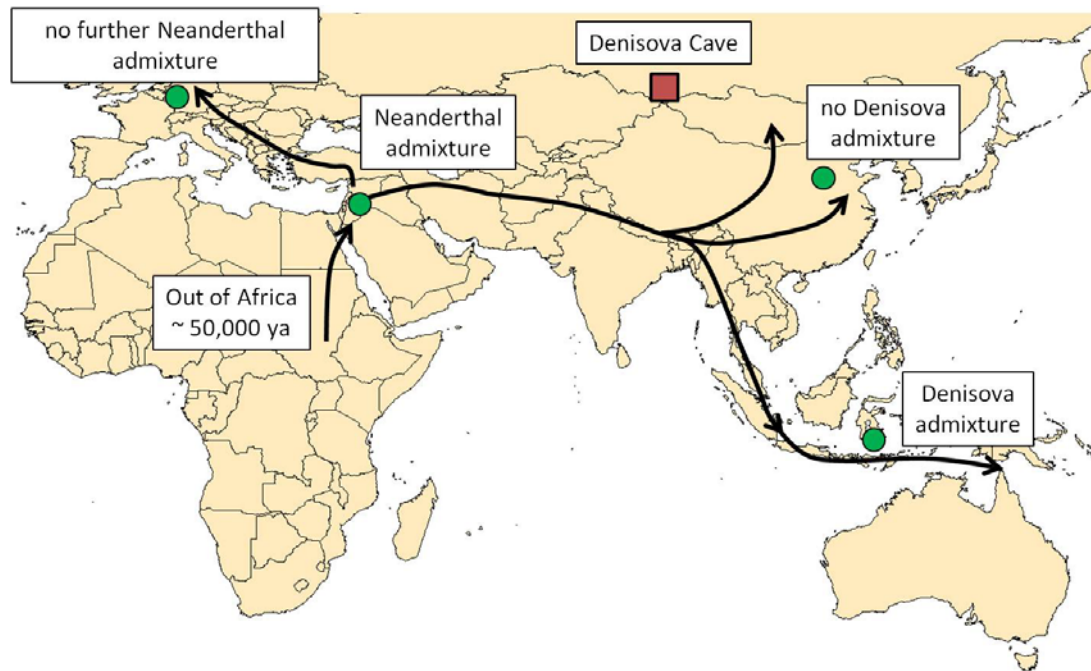 no further Neanderthal
admixture
Denisova Cave
Neanderthal
admixture
no Denisova
admixture
Out of Africa
~ 50,000 ya
Denisova
admixture